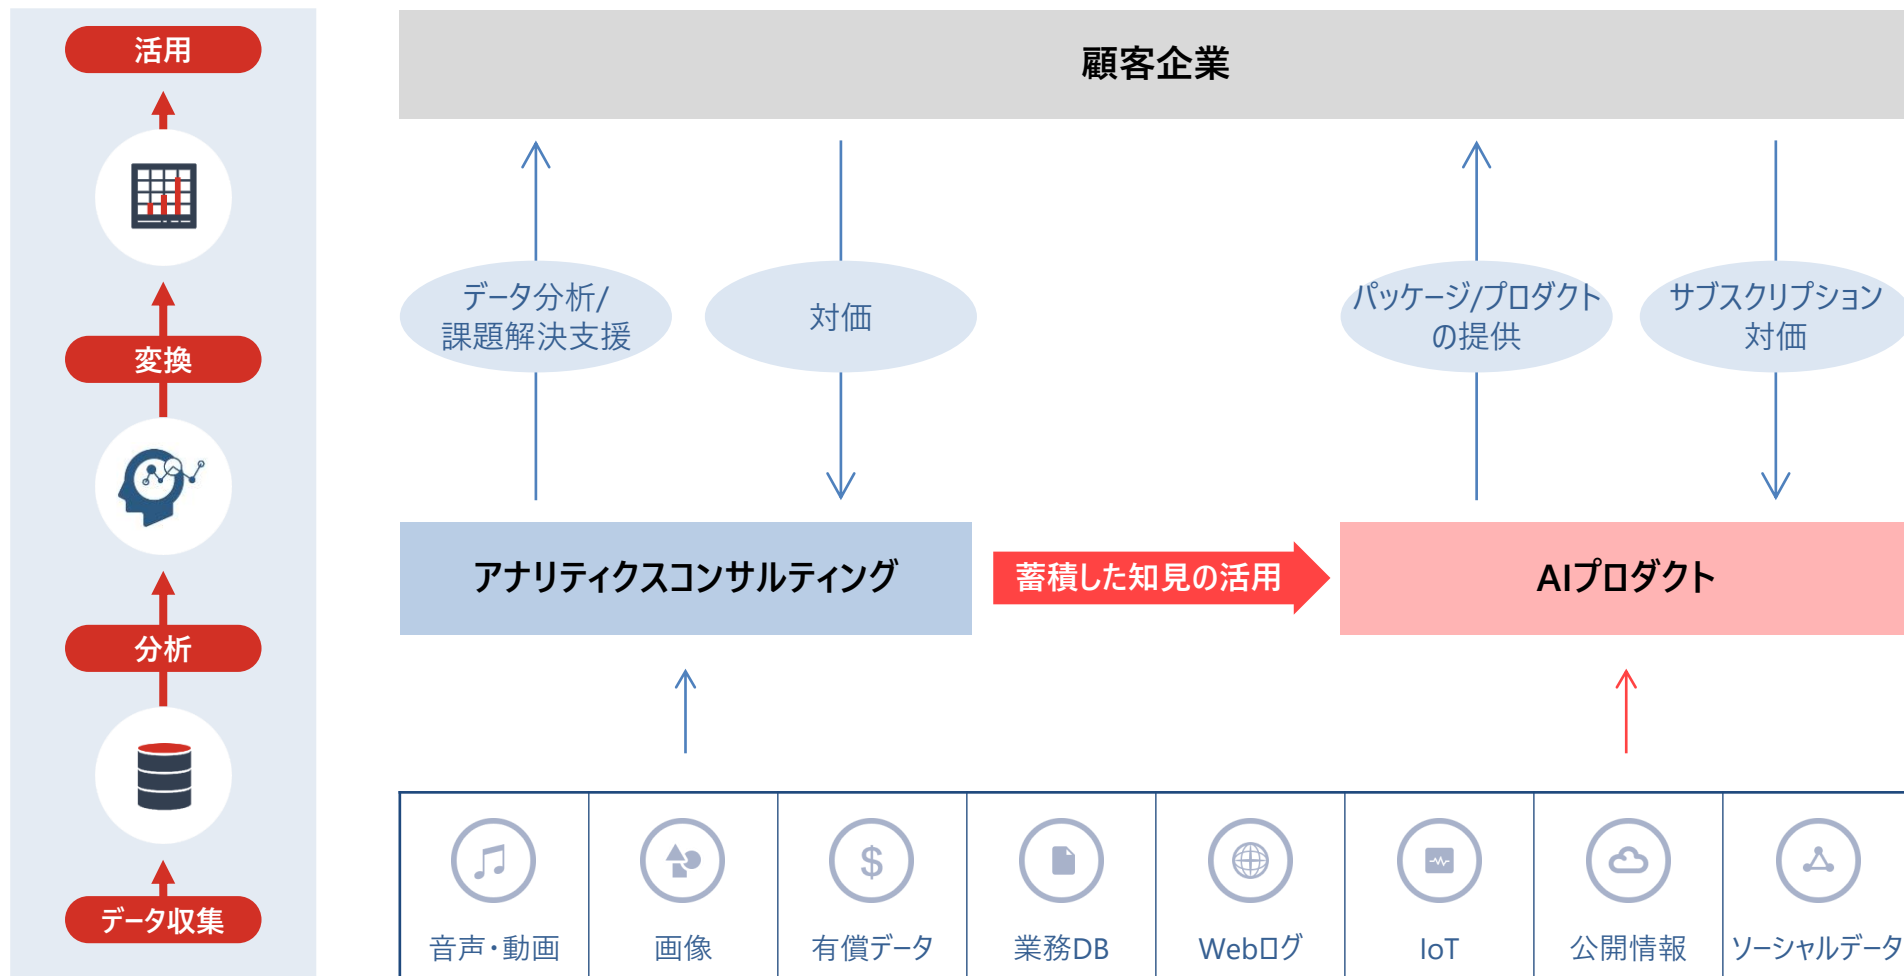 活用
変換
分析
データ収集
顧客企業
データ分析/
課題解決支援
対価
パッケージ/プロダクト
の提供
サブスクリプション
対価
アナリティクスコンサルティング
蓄積した知見の活用
AIプロダクト
音声・動画
画像
有償データ
業務DB
Webログ
IoT
公開情報
ソーシャルデータ